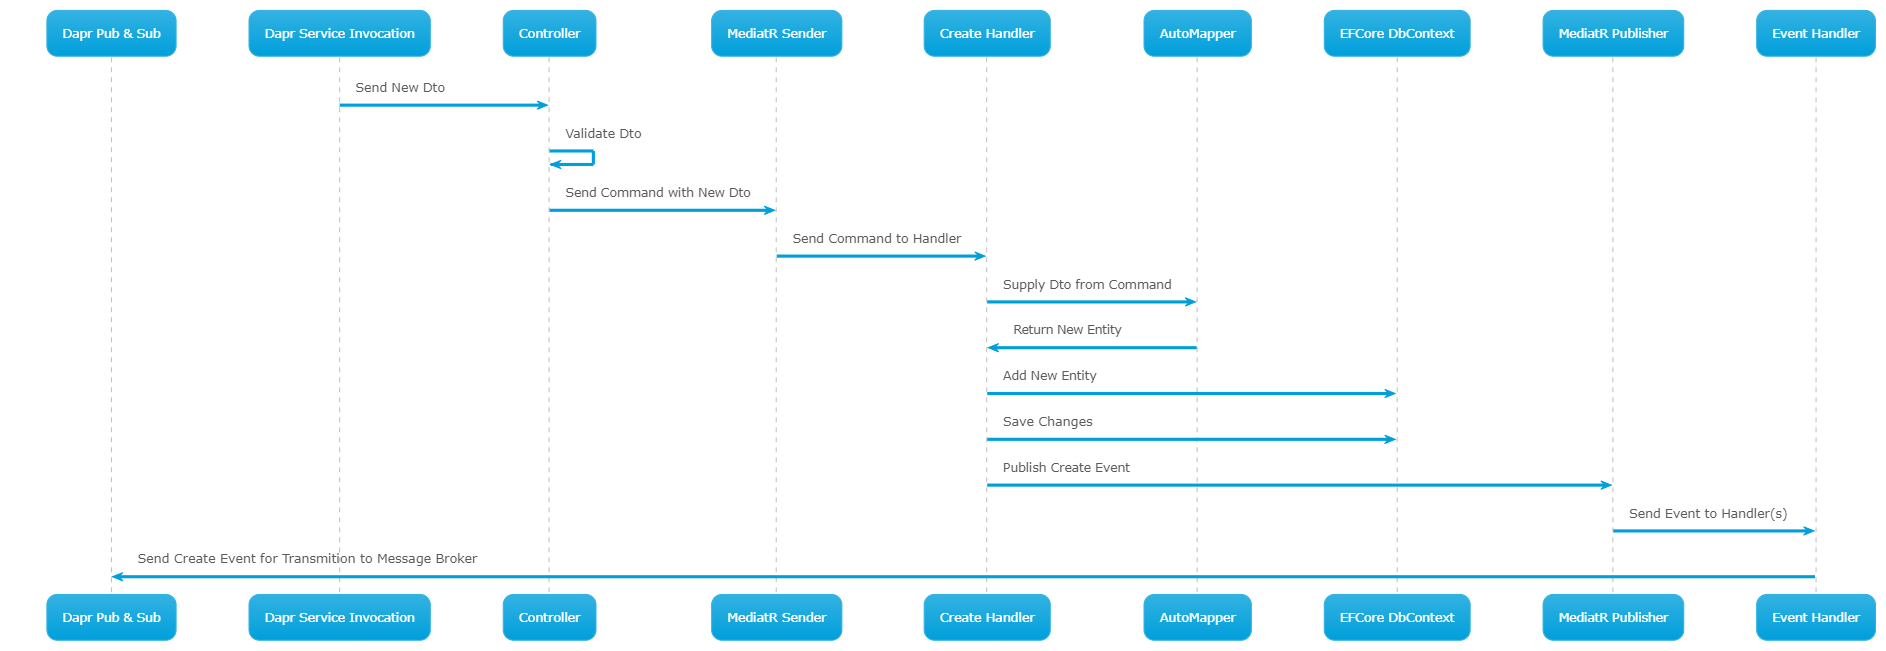 Dapr Pub & Sub
Dapr Service Invocation
Controller
MediatR Sender
Create Handler
AutoMapper
EFCore DbContext
MediatR Publisher
Event Handler
Send New Dto
Validate Dto
Send Command with New Dto
Send Command to Handler
Supply Dto from Command
Return New Entity
Add New Entity
Save Changes
Publish Create Event
Send Event to Handler(s)
Send Create Event for Transmition to Message Broker
Dapr Pub & Sub
Dapr Service Invocation
Controller
MediatR Sender
Create Handler
AutoMapper
EFCore DbContext
MediatR Publisher
Event Handler